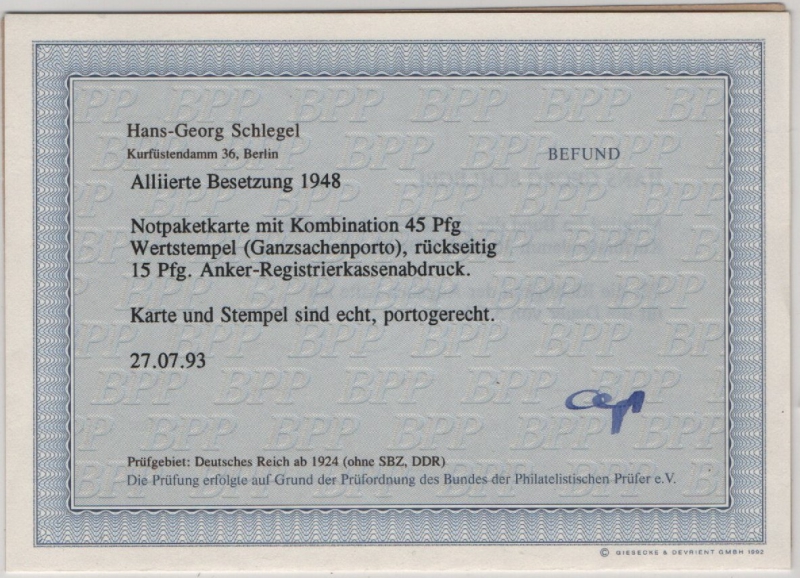 Hans-Georg Schlegel
Kurfüstendamm 36, Berlin
BEFUND
Alliierte Besetzung 1948
Notpaketkarte mit Kombination 45 Pfg
Wertstempel (Ganzsachenporto), rückseitig
15 Pfg. Anker-Registrierkassenabdruck.
Karte und Stempel sind echt, portogerecht.
27.07.93
Prüfgebiet: Deutsches Reich ab 1924 (ohne SBZ, DDR)
Die Prüfung erfolgte auf Grund der Prüfordnung des Bundes der Philatelistischen Prüfer e.V.
© GIESECKE & DEVRIENT GMBH 1992